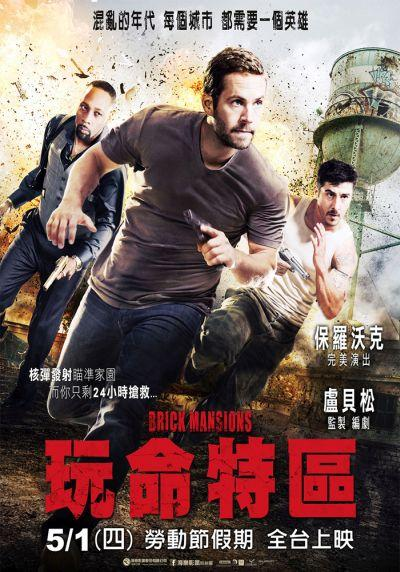 混亂的年代 每個城市 都需要一個英雄
保羅沃克
完美演出
核彈發射瞄準家園
而你只剩24小時搶救...
盧貝松
監製 編劇
BRICK MANSIONS
玩命特區
5/1(四) 勞動節假期 全台上映